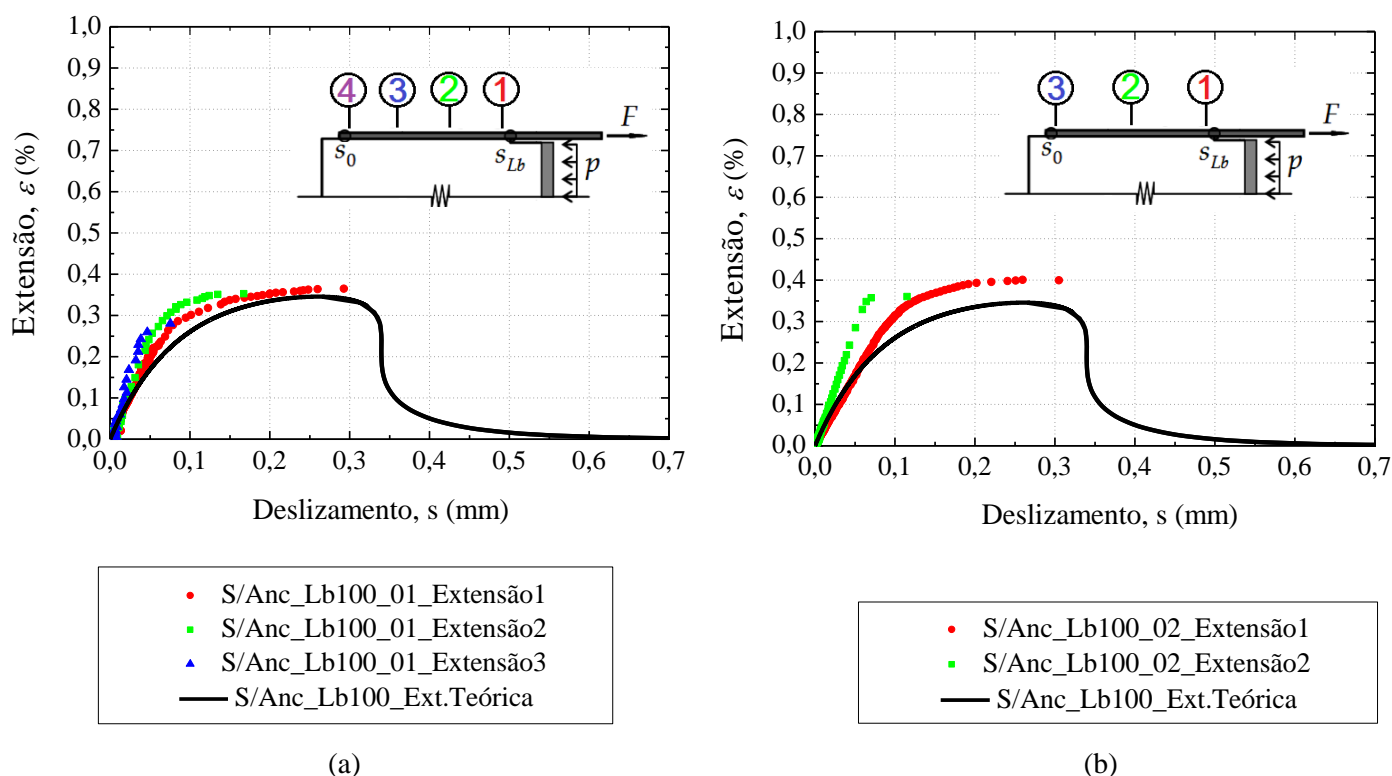 1,0
0,9
0,8
0,7
0,6
0,5
0,4
0,3
0,2
0,1
0,0
Extensão, ε (%)
4 3 2 1
F
s0
sLb
p
0,0 0,1 0,2 0,3 0,4 0,5 0,6 0,7
Deslizamento, s (mm)
S/Anc_Lb100_01_Extensão1
S/Anc_Lb100_01_Extensão2
S/Anc_Lb100_01_Extensão3
S/Anc_Lb100_Ext.Teórica
(a)
1,0
0,9
0,8
0,7
0,6
0,5
0,4
0,3
0,2
0,1
0,0
Extensão, ε (%)
3 2 1
F
s0
sLb
p
0,0 0,1 0,2 0,3 0,4 0,5 0,6 0,7
Deslizamento, s (mm)
S/Anc_Lb100_02_Extensão1
S/Anc_Lb100_02_Extensão2
S/Anc_Lb100_Ext.Teórica
(b)